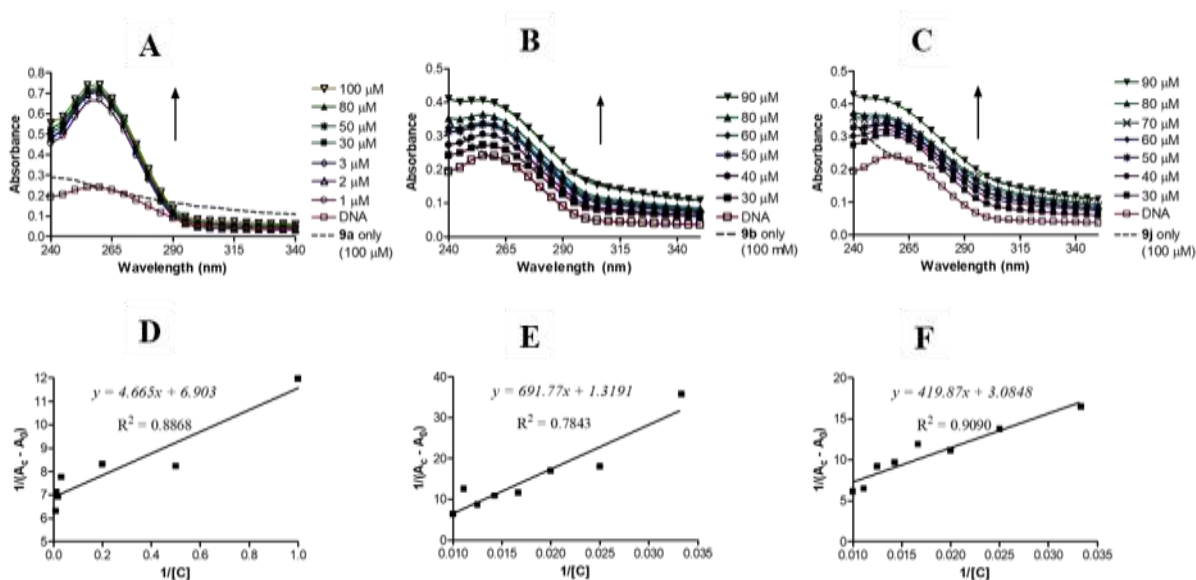 A
Absorbance
0.8
0.7
0.6
0.5
0.4
0.3
0.2
0.1
0.0
240 265 290 315 340
Wavelength (nm)
100 μM
80 μM
50 μM
30 μM
3 μM
2 μM
1 μM
DNA
9a only
(100 μM)
B
Absorbance
0.5
0.4
0.3
0.2
0.1
0.0
240 265 290 315 340
Wavelength (nm)
90 μM
80 μM
60 μM
50 μM
40 μM
30 μM
DNA
9b only
(100 mM)
C
Absorbance
0.5
0.4
0.3
0.2
0.1
0.0
240 265 290 315 340
Wavelength (nm)
90 μM
80 μM
70 μM
60 μM
50 μM
40 μM
30 μM
DNA
9j only
(100 μM)
D
1/(Ac - A0)
12
11
10
9
8
7
6
5
y = 4.665x + 6.903
R² = 0.8868
0.0 0.2 0.4 0.6 0.8 1.0
1/[C]
E
1/(Ac - A0)
40
30
20
10
0
y = 691.77x + 1.3191
R² = 0.7843
0.010 0.015 0.020 0.025 0.030 0.035
1/[C]
F
1/(Ac - A0)
20
15
10
5
0
y = 419.87x + 3.0848
R² = 0.9090
0.010 0.015 0.020 0.025 0.030 0.035
1/[C]